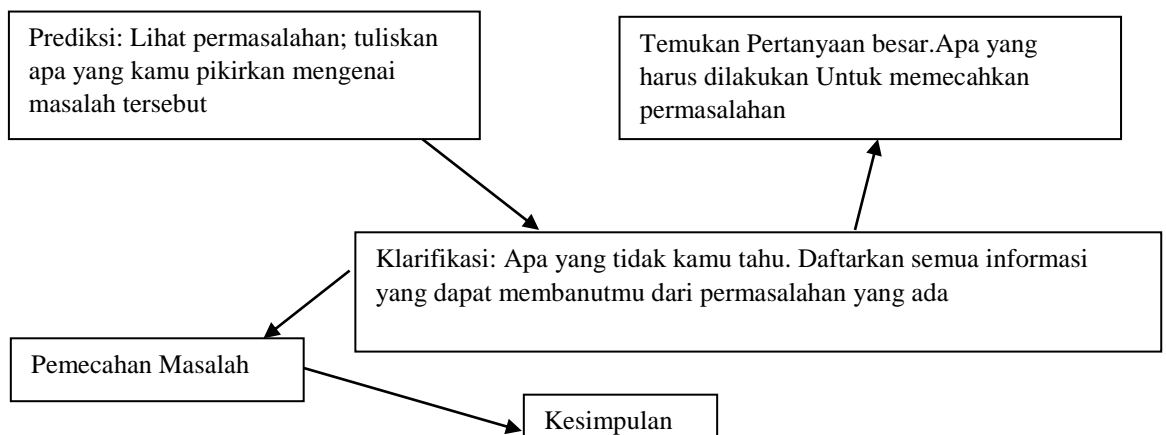 Prediksi: Lihat permasalahan; tuliskan
apa yang kamu pikirkan mengenai
masalah tersebut
Temukan Pertanyaan besar.Apa yang
harus dilakukan Untuk memecahkan
permasalahan
Klarifikasi: Apa yang tidak kamu tahu. Daftarkan semua informasi
yang dapat membanutmu dari permasalahan yang ada
Pemecahan Masalah
Kesimpulan